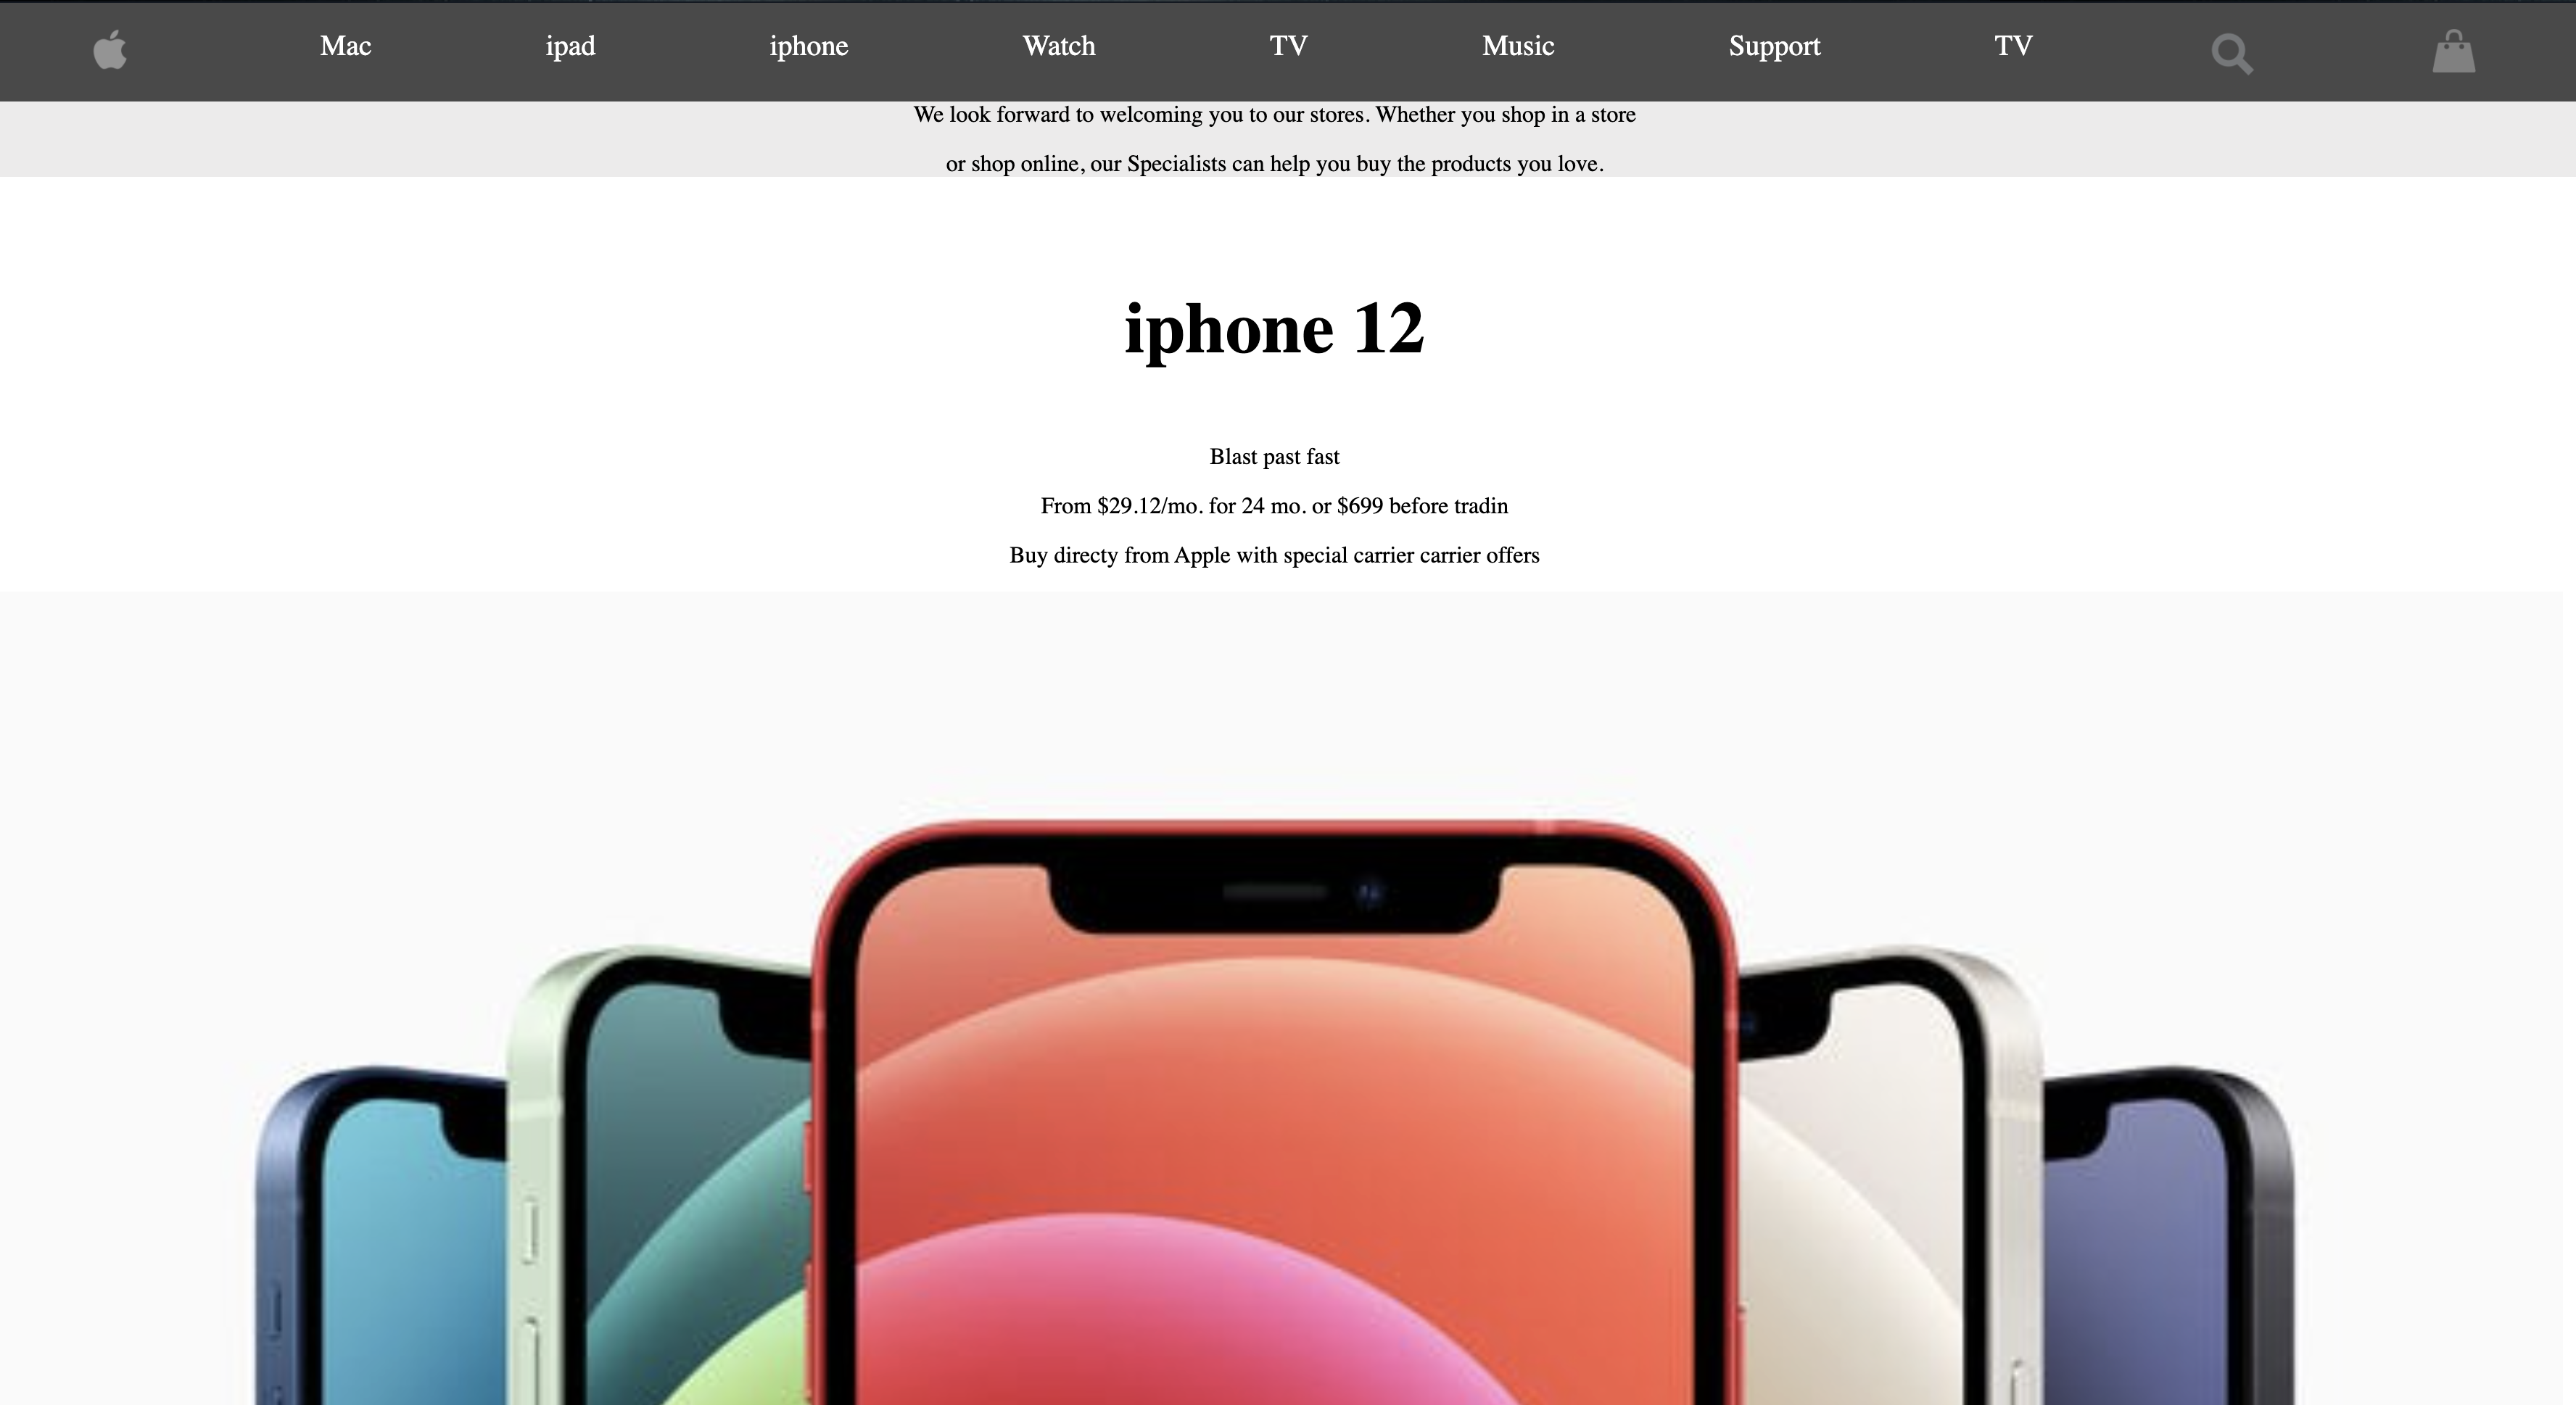 Mac ipad iphone Watch TV Music Support TV
We look forward to welcoming you to our stores. Whether you shop in a store
or shop online, our Specialists can help you buy the products you love.
iphone 12
Blast past fast
From $29.12/mo. for 24 mo. or $699 before tradin
Buy directy from Apple with special carrier carrier offers